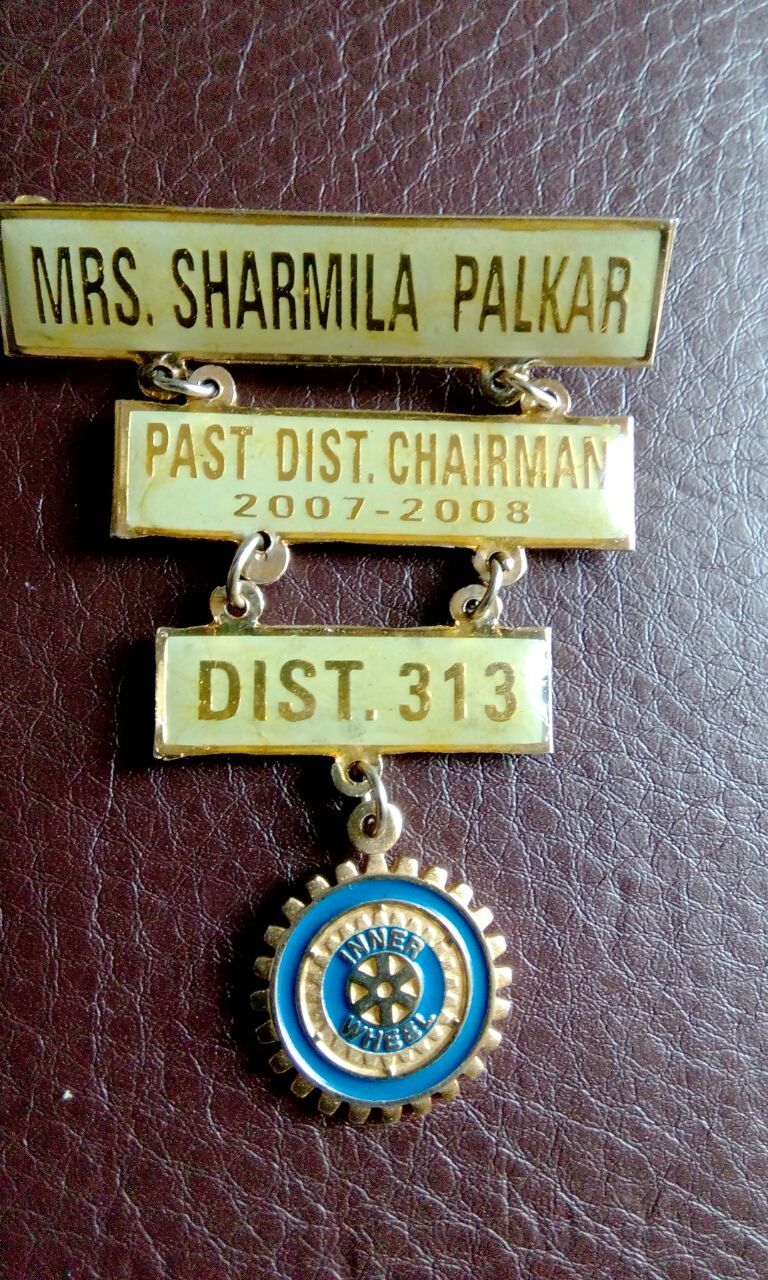 MRS. SHARMILA PALKAR
PAST DIST. CHAIRMAN
2007-2008
DIST. 313
INNER
WHEEL